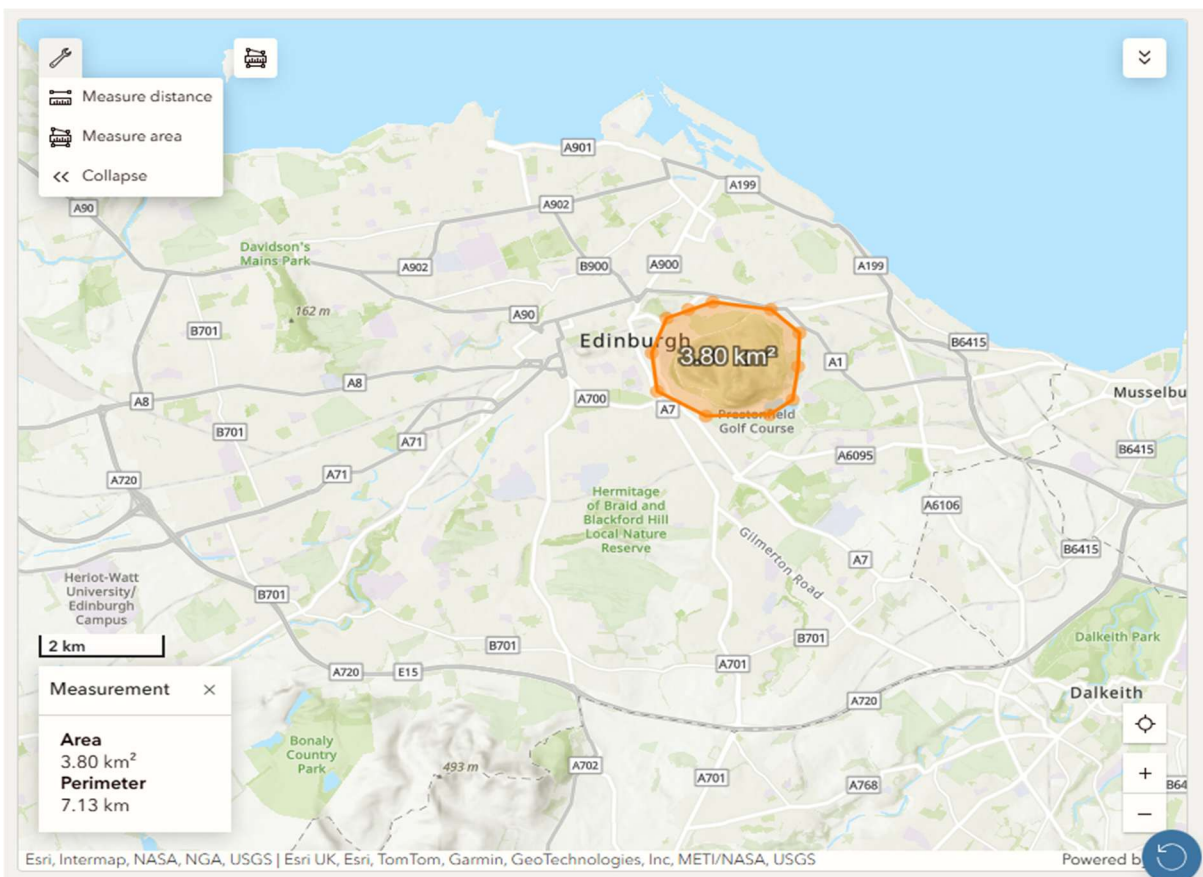 Measure distance
Measure area
<< Collapse
A901
A199
A90
A902
Davidson's
Mains Park
A902
B900
A900
A199
162 m
A90
B701
Edinburgh
3.80 km²
A1
B6415
A8
A8
A700
A7
Prestonfield
Golf Course
Musselbu
B701
A71
B6415
A6095
A71
A720
Hermitage
of Braid and
Blackford Hill
Local Nature
Reserve
A6106
Gilmerton Road
B6415
A7
Heriot-Watt
University/
Edinburgh
Campus
B701
2 km
B701
B701
Dalkeith Park
A701
A720
E15
Measurement
Dalkeith
A720
Area
3.80 km²
Perimeter
7.13 km
Bonaly
Country
Park
493 m
A702
A701
A768
B64
Esri, Intermap, NASA, NGA, USGS | Esri UK, Esri, TomTom, Garmin, GeoTechnologies, Inc, METI/NASA, USGS
Powered by